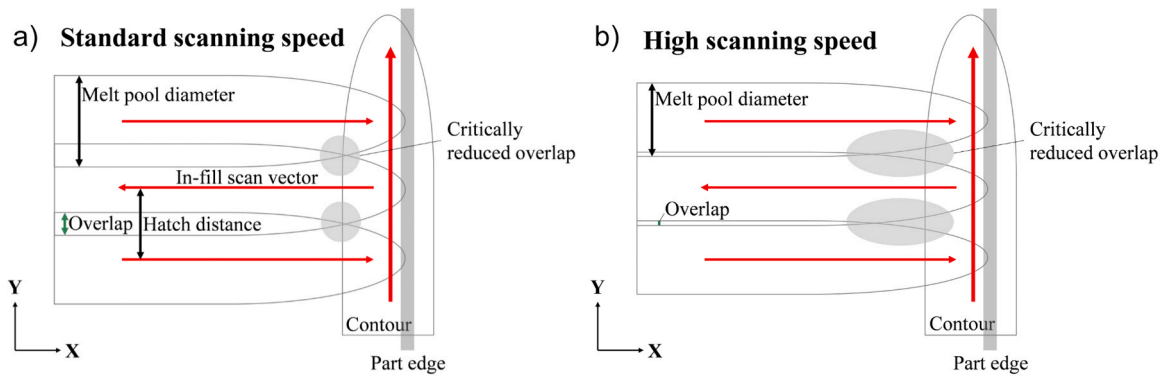 a) Standard scanning speed
Melt pool diameter
Critically
reduced overlap
In-fill scan vector
Overlap
Hatch distance
Y
Contour
X
Part edge
b) High scanning speed
Melt pool diameter
Critically
reduced overlap
Overlap
Y
Contour
X
Part edge